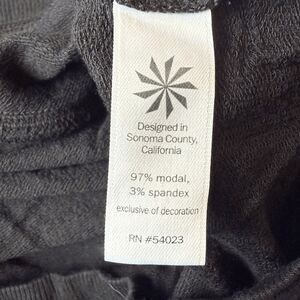 Designed in
Sonoma County,
California
97% modal,
3% spandex
exclusive of decoration
RN #54023